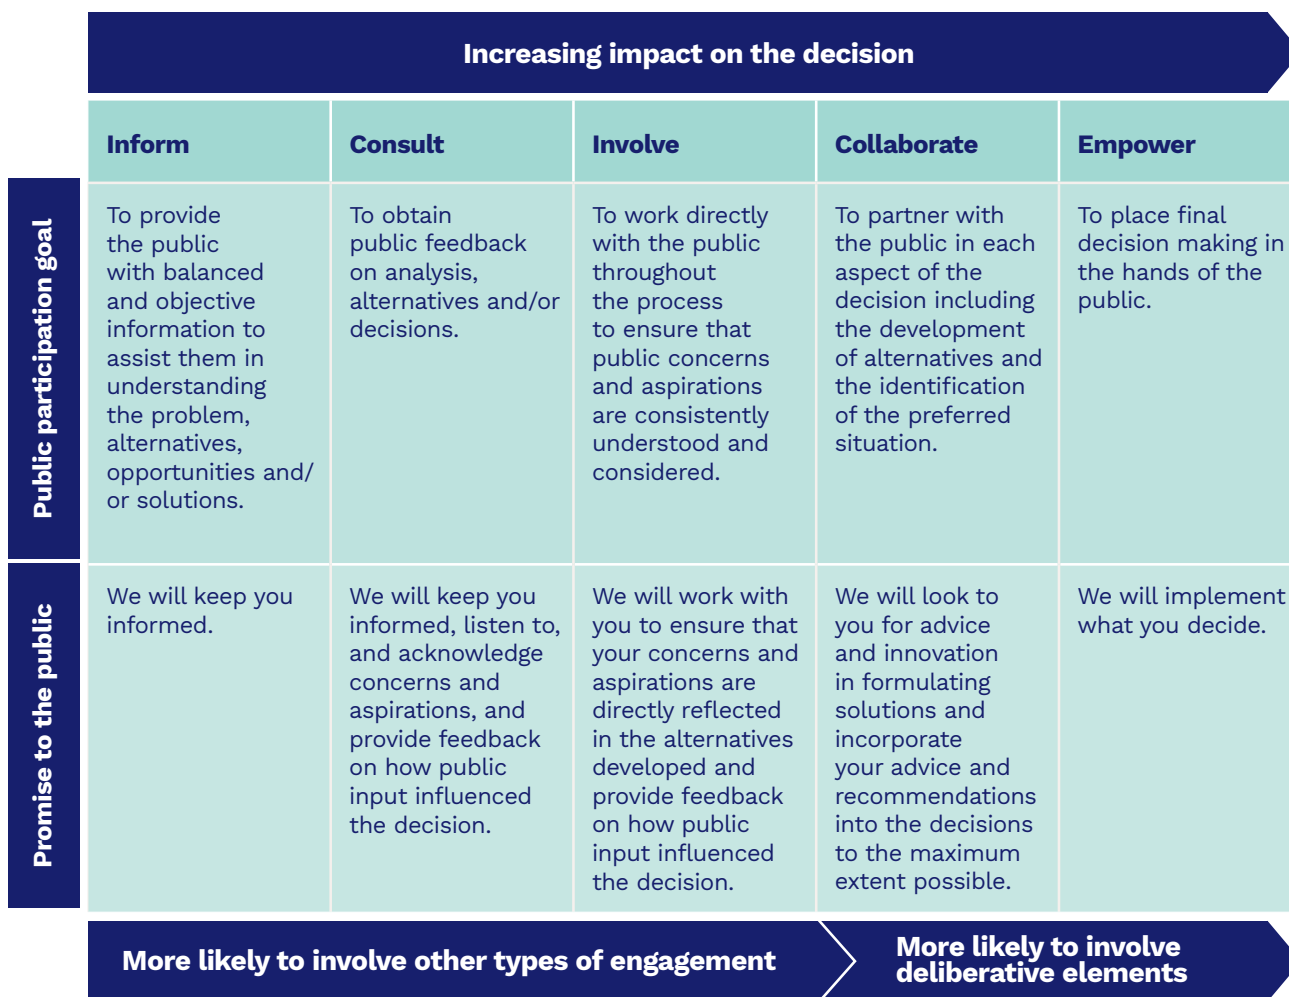 Increasing impact on the decision
Inform
Consult
Involve
Collaborate
Empower
Public participation goal
To provide
the public
with balanced
and objective
information to
assist them in
understanding
the problem,
alternatives,
opportunities and/
or solutions.
To obtain
public feedback
on analysis,
alternatives and/or
decisions.
To work directly
with the public
throughout
the process
to ensure that
public concerns
and aspirations
are consistently
understood and
considered.
To partner with
the public in each
aspect of the
decision including
the development
of alternatives and
the identification
of the preferred
situation.
To place final
decision making in
the hands of the
public.
Promise to the public
We will keep you
informed.
We will keep you
informed, listen to,
and acknowledge
concerns and
aspirations, and
provide feedback
on how public
input influenced
the decision.
We will work with
you to ensure that
your concerns and
aspirations are
directly reflected
in the alternatives
developed and
provide feedback
on how public
input influenced
the decision.
We will look to
you for advice
and innovation
in formulating
solutions and
incorporate
your advice and
recommendations
into the decisions
to the maximum
extent possible.
We will implement
what you decide.
More likely to involve other types of engagement
More likely to involve
deliberative elements